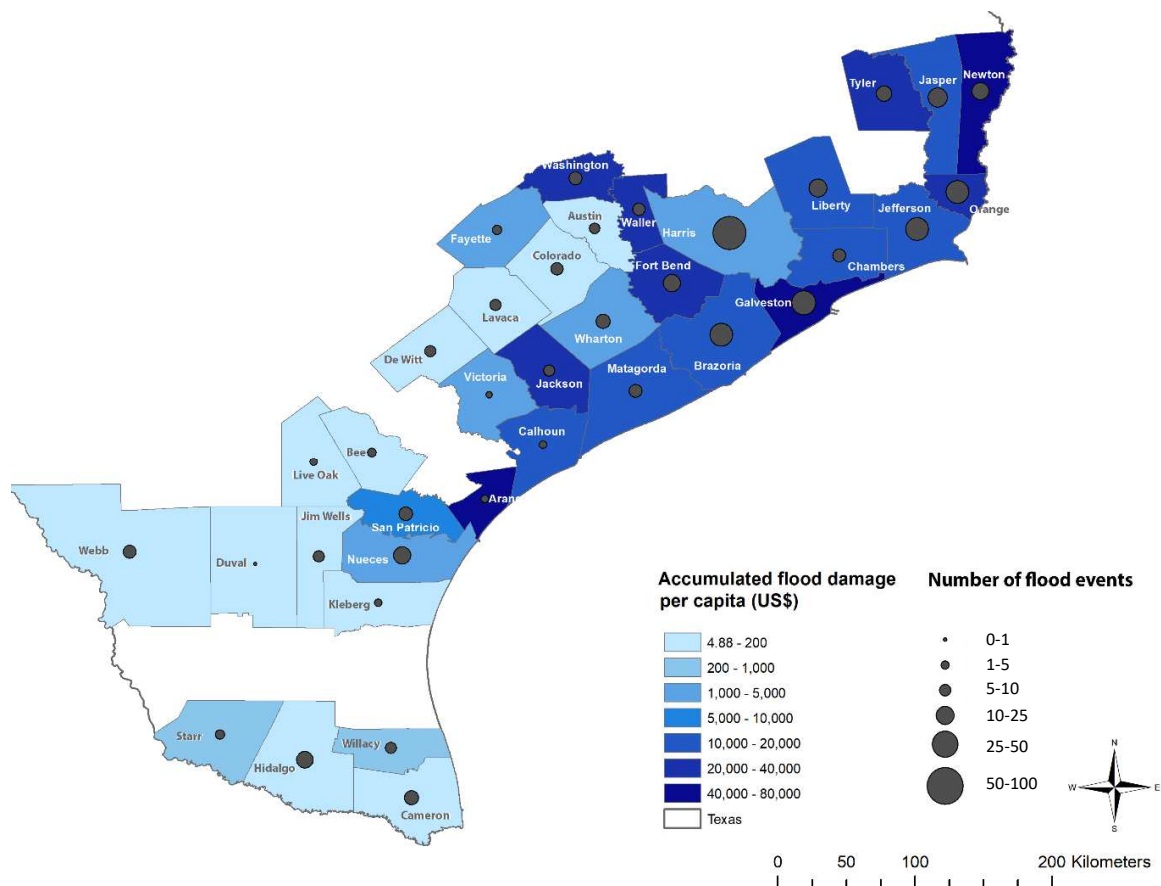 Tyler
Jasper
Newton
Washington
Austin
Waller
Harris
Liberty
Jefferson
Orange
Fayette
Colorado
Fort Bend
Chambers
Galveston
Lavaca
Wharton
De Witt
Victoria
Jackson
Matagorda
Brazoria
Calhoun
Bee
Live Oak
Aran
Jim Wells
San Patricio
Webb
Duval
Nueces
Kleberg
Starr
Willacy
Hidalgo
Cameron
Accumulated flood damage
per capita (US$)
4.88 - 200
200 - 1,000
1,000 - 5,000
5,000 - 10,000
10,000 - 20,000
20,000 - 40,000
40,000 - 80,000
Texas
Number of flood events
0-1
1-5
5-10
10-25
25-50
50-100
N
W E
S
0 50 100 200 Kilometers